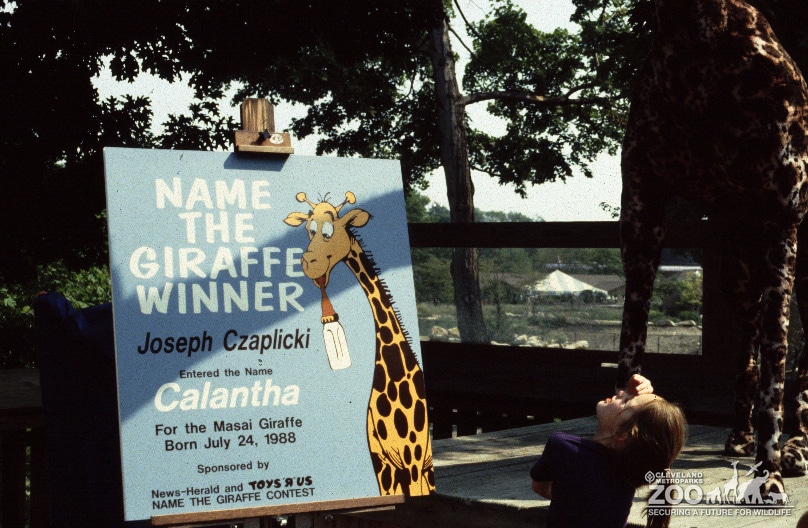 NAME
THE
GIRAFFE
WINNER
Joseph Czaplicki
Entered the Name
Calantha
For the Masai Giraffe
Born July 24, 1988
Sponsored by
News-Herald and TOYS "R" US
NAME THE GIRAFFE CONTEST
CLEVELAND
METROPARKS
ZOO
SECURING A FUTURE FOR WILDLIFE